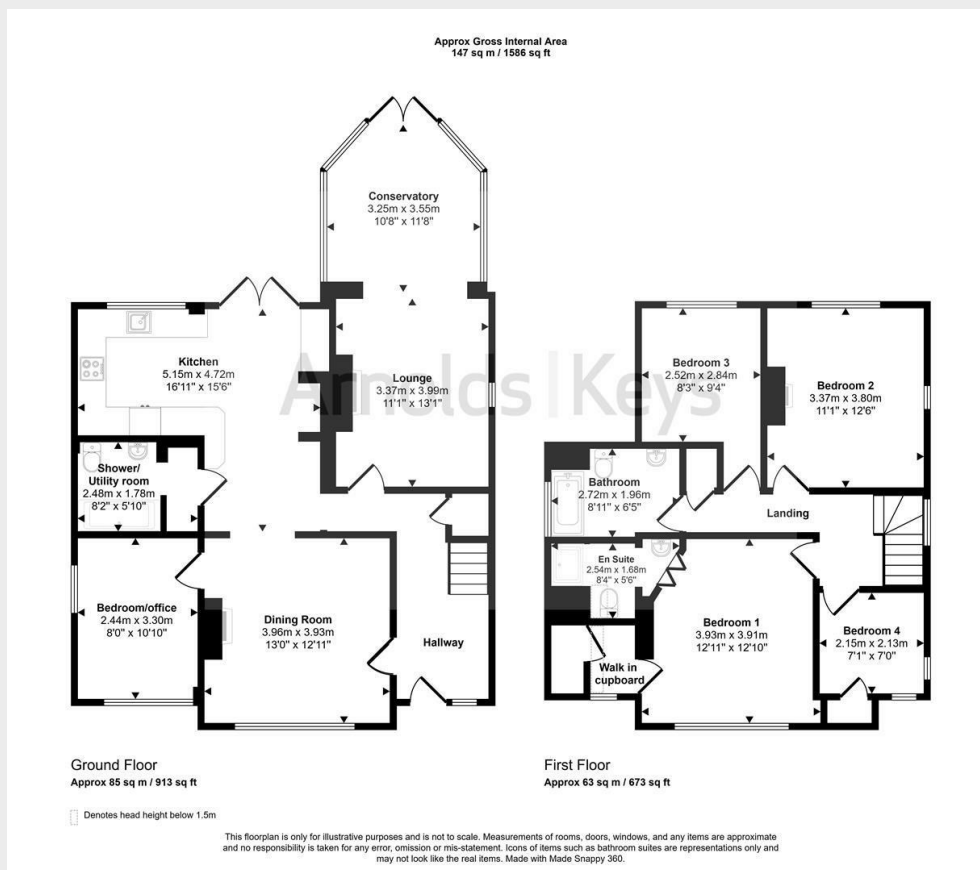 Approx Gross Internal Area
147 sq m / 1586 sq ft
Conservatory
3.25m x 3.55m
10'8" x 11'8"
Kitchen
5.15m x 4.72m
16'11" x 15'6"
Lounge
3.37m x 3.99m
11'1" x 13'1"
Shower/
Utility room
2.48m x 1.78m
8'2" x 5'10"
Bedroom/office
2.44m x 3.30m
8'0" x 10'10"
Dining Room
3.96m x 3.93m
13'0" x 12'11"
Hallway
Ground Floor
Approx 85 sq m / 913 sq ft
Denotes head height below 1.5m
Bedroom 3
2.52m x 2.84m
8'3" x 9'4"
Bedroom 2
3.37m x 3.80m
11'1" x 12'6"
Bathroom
2.72m x 1.96m
8'11" x 6'5"
Landing
En Suite
2.54m x 1.68m
8'4" x 5'6"
Bedroom 1
3.93m x 3.91m
12'11" x 12'10"
Bedroom 4
2.15m x 2.13m
7'1" x 7'0"
Walk in
cupboard
First Floor
Approx 63 sq m / 673 sq ft
Arnolds | Keys
This floorplan is only for illustrative purposes and is not to scale. Measurements of rooms, doors, windows, and any items are approximate
and no responsibility is taken for any error, omission or mis-statement. Icons of items such as bathroom suites are representations only and
may not look like the real items. Made with Made Snappy 360.